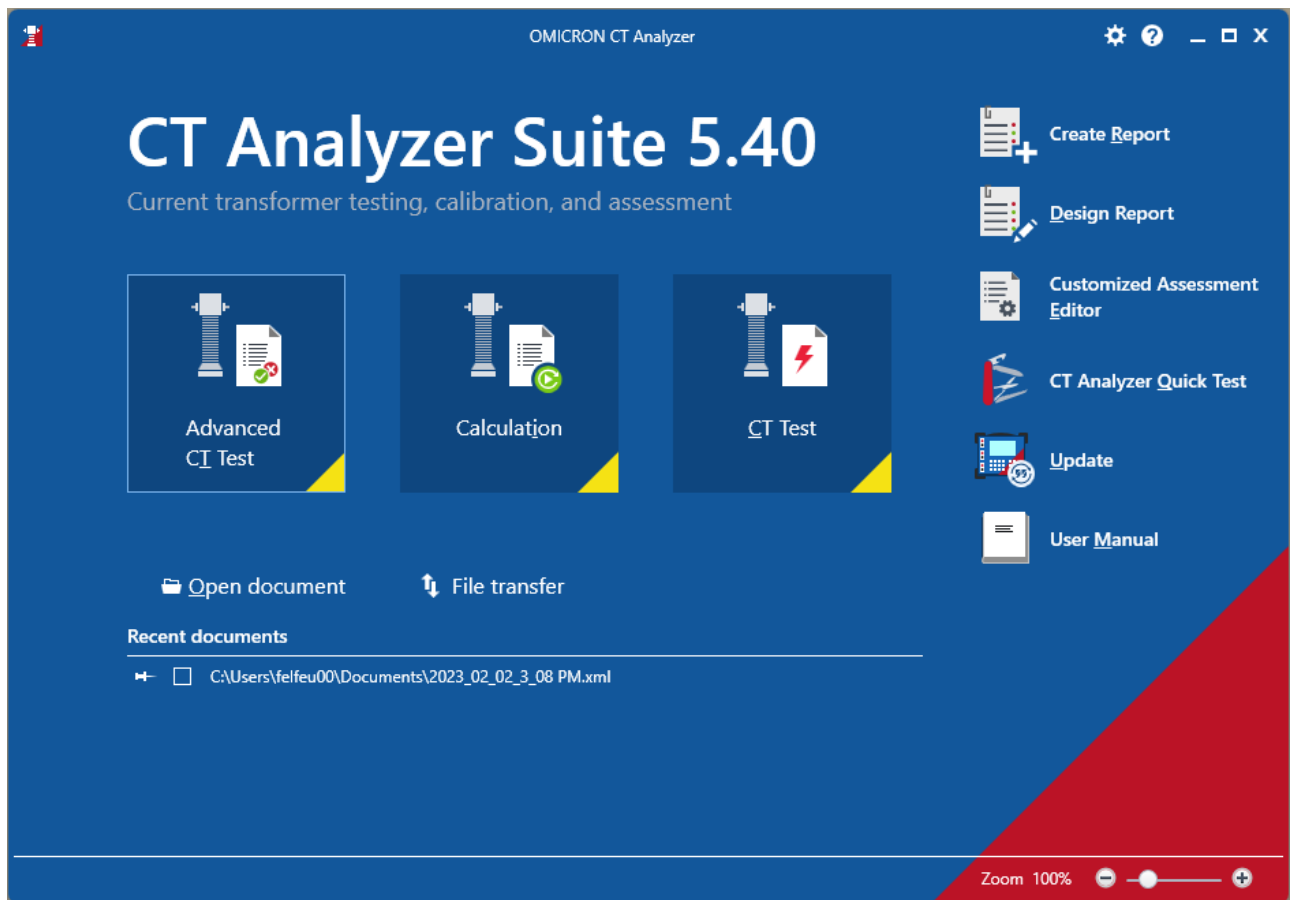 OMICRON CT Analyzer
CT Analyzer Suite 5.40
Current transformer testing, calibration, and assessment
Advanced
CT Test
Calculation
CT Test
Create Report
Design Report
Customized Assessment
Editor
CT Analyzer Quick Test
Update
User Manual
Open document
File transfer
Recent documents
C:\Users\felfeu00\Documents\2023_02_02_3_08 PM.xml
Zoom 100%